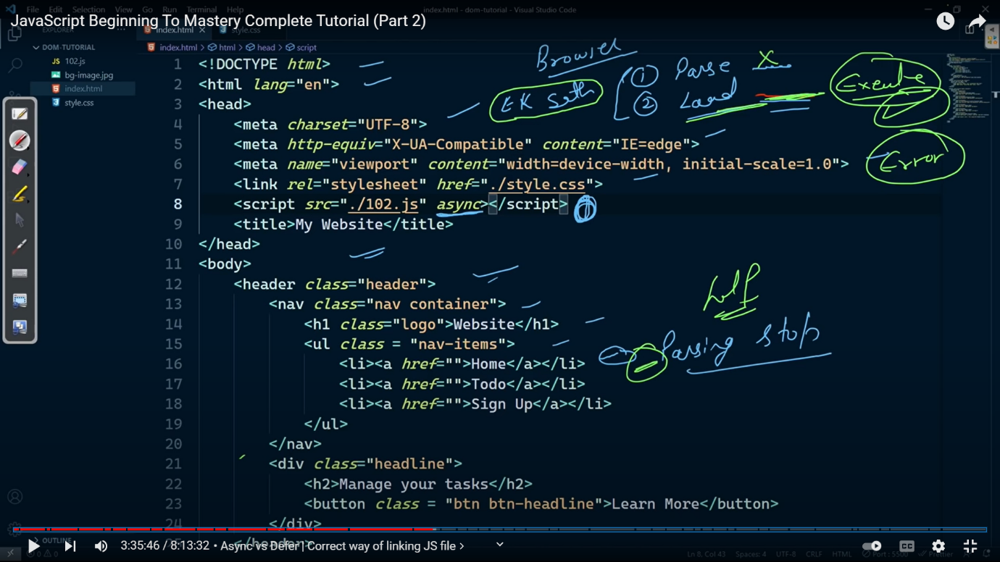 File Edit Selection View Go Run Terminal Help
index.html - dom-tutorial - Visual Studio Code
JavaScript Beginning To Mastery Complete Tutorial (Part 2)
EXPLORER
index.html
style.css
DOM-TUTORIAL
JS 102.js
bg-image.jpg
index.html
style.css
index.html > html > head > script
1 <!DOCTYPE html>
2 <html lang="en">
3 <head>
4 <meta charset="UTF-8">
5 <meta http-equiv="X-UA-Compatible" content="IE=edge">
6 <meta name="viewport" content="width=device-width, initial-scale=1.0">
7 <link rel="stylesheet" href="./style.css">
8 <script src="./102.js" async></script>
9 <title>My Website</title>
10 </head>
11 <body>
12 <header class="header">
13 <nav class="nav container">
14 <h1 class="logo">Website</h1>
15 <ul class = "nav-items">
16 <li><a href="">Home</a></li>
17 <li><a href="">Todo</a></li>
18 <li><a href="">Sign Up</a></li>
19 </ul>
20 </nav>
21 <div class="headline">
22 <h2>Manage your tasks</h2>
23 <button class = "btn btn-headline">Learn More</button>
24 </div>
</header>
Browser
① Parse X
② Load
EK Sath
Execute
Error
Parsing stop
OUTLINE
3:35:46 / 8:13:32 • Async vs Defer | Correct way of linking JS file >
CC
Ln 8, Col 43 Spaces: 4 UTF-8 CRLF HTML Port : 5500 Prettier